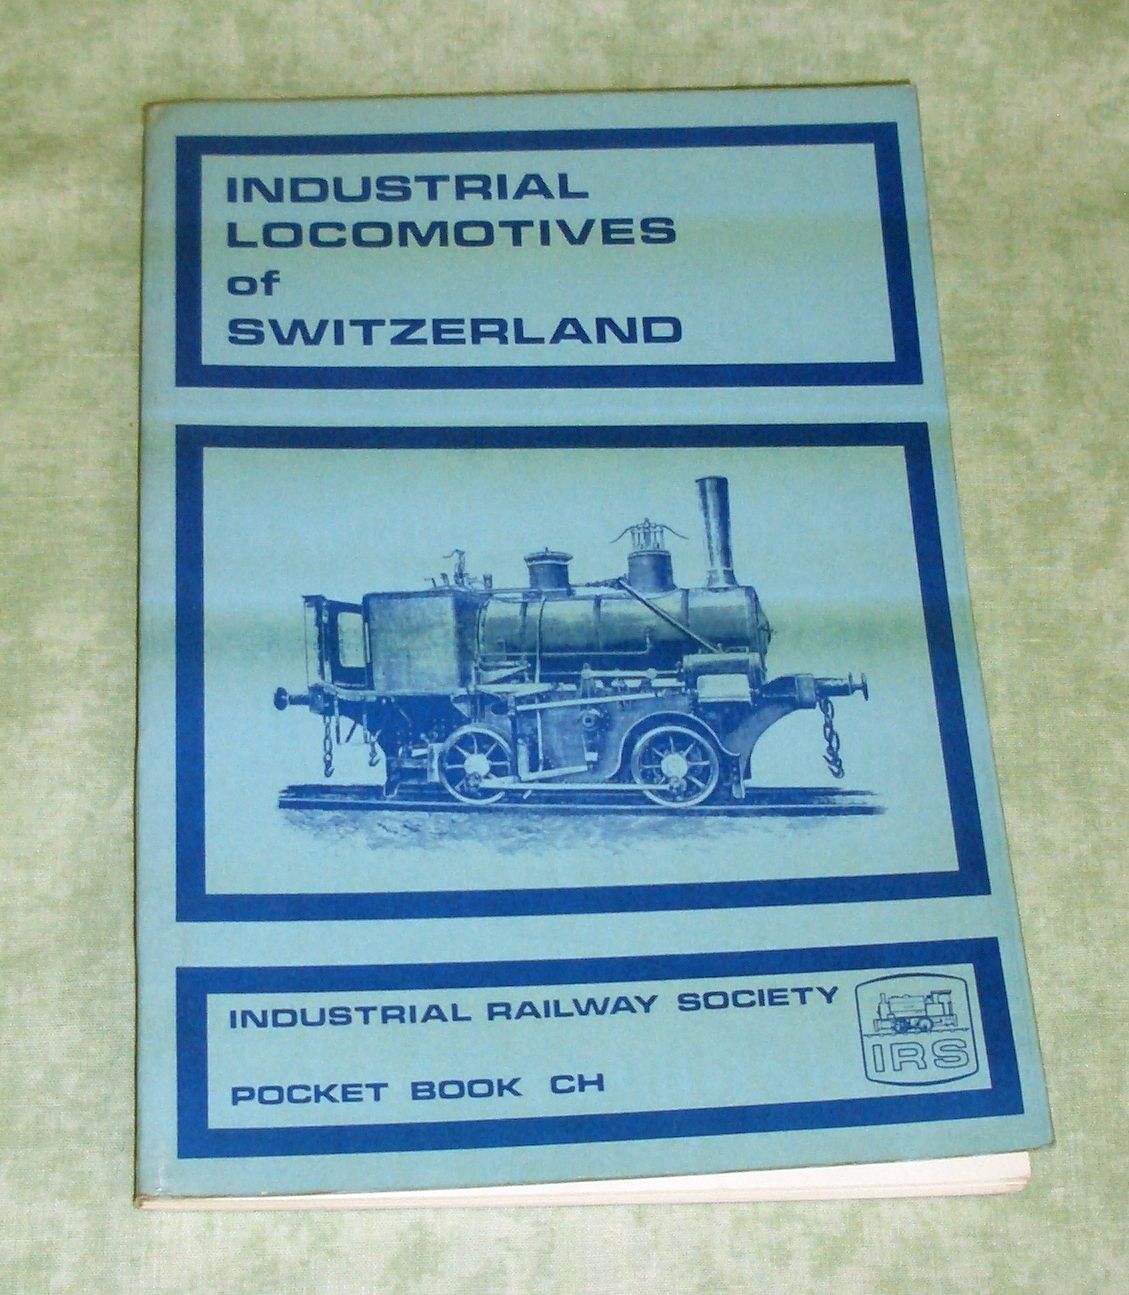 INDUSTRIAL
LOCOMOTIVES
of
SWITZERLAND
INDUSTRIAL RAILWAY SOCIETY
IRS
POCKET BOOK CH